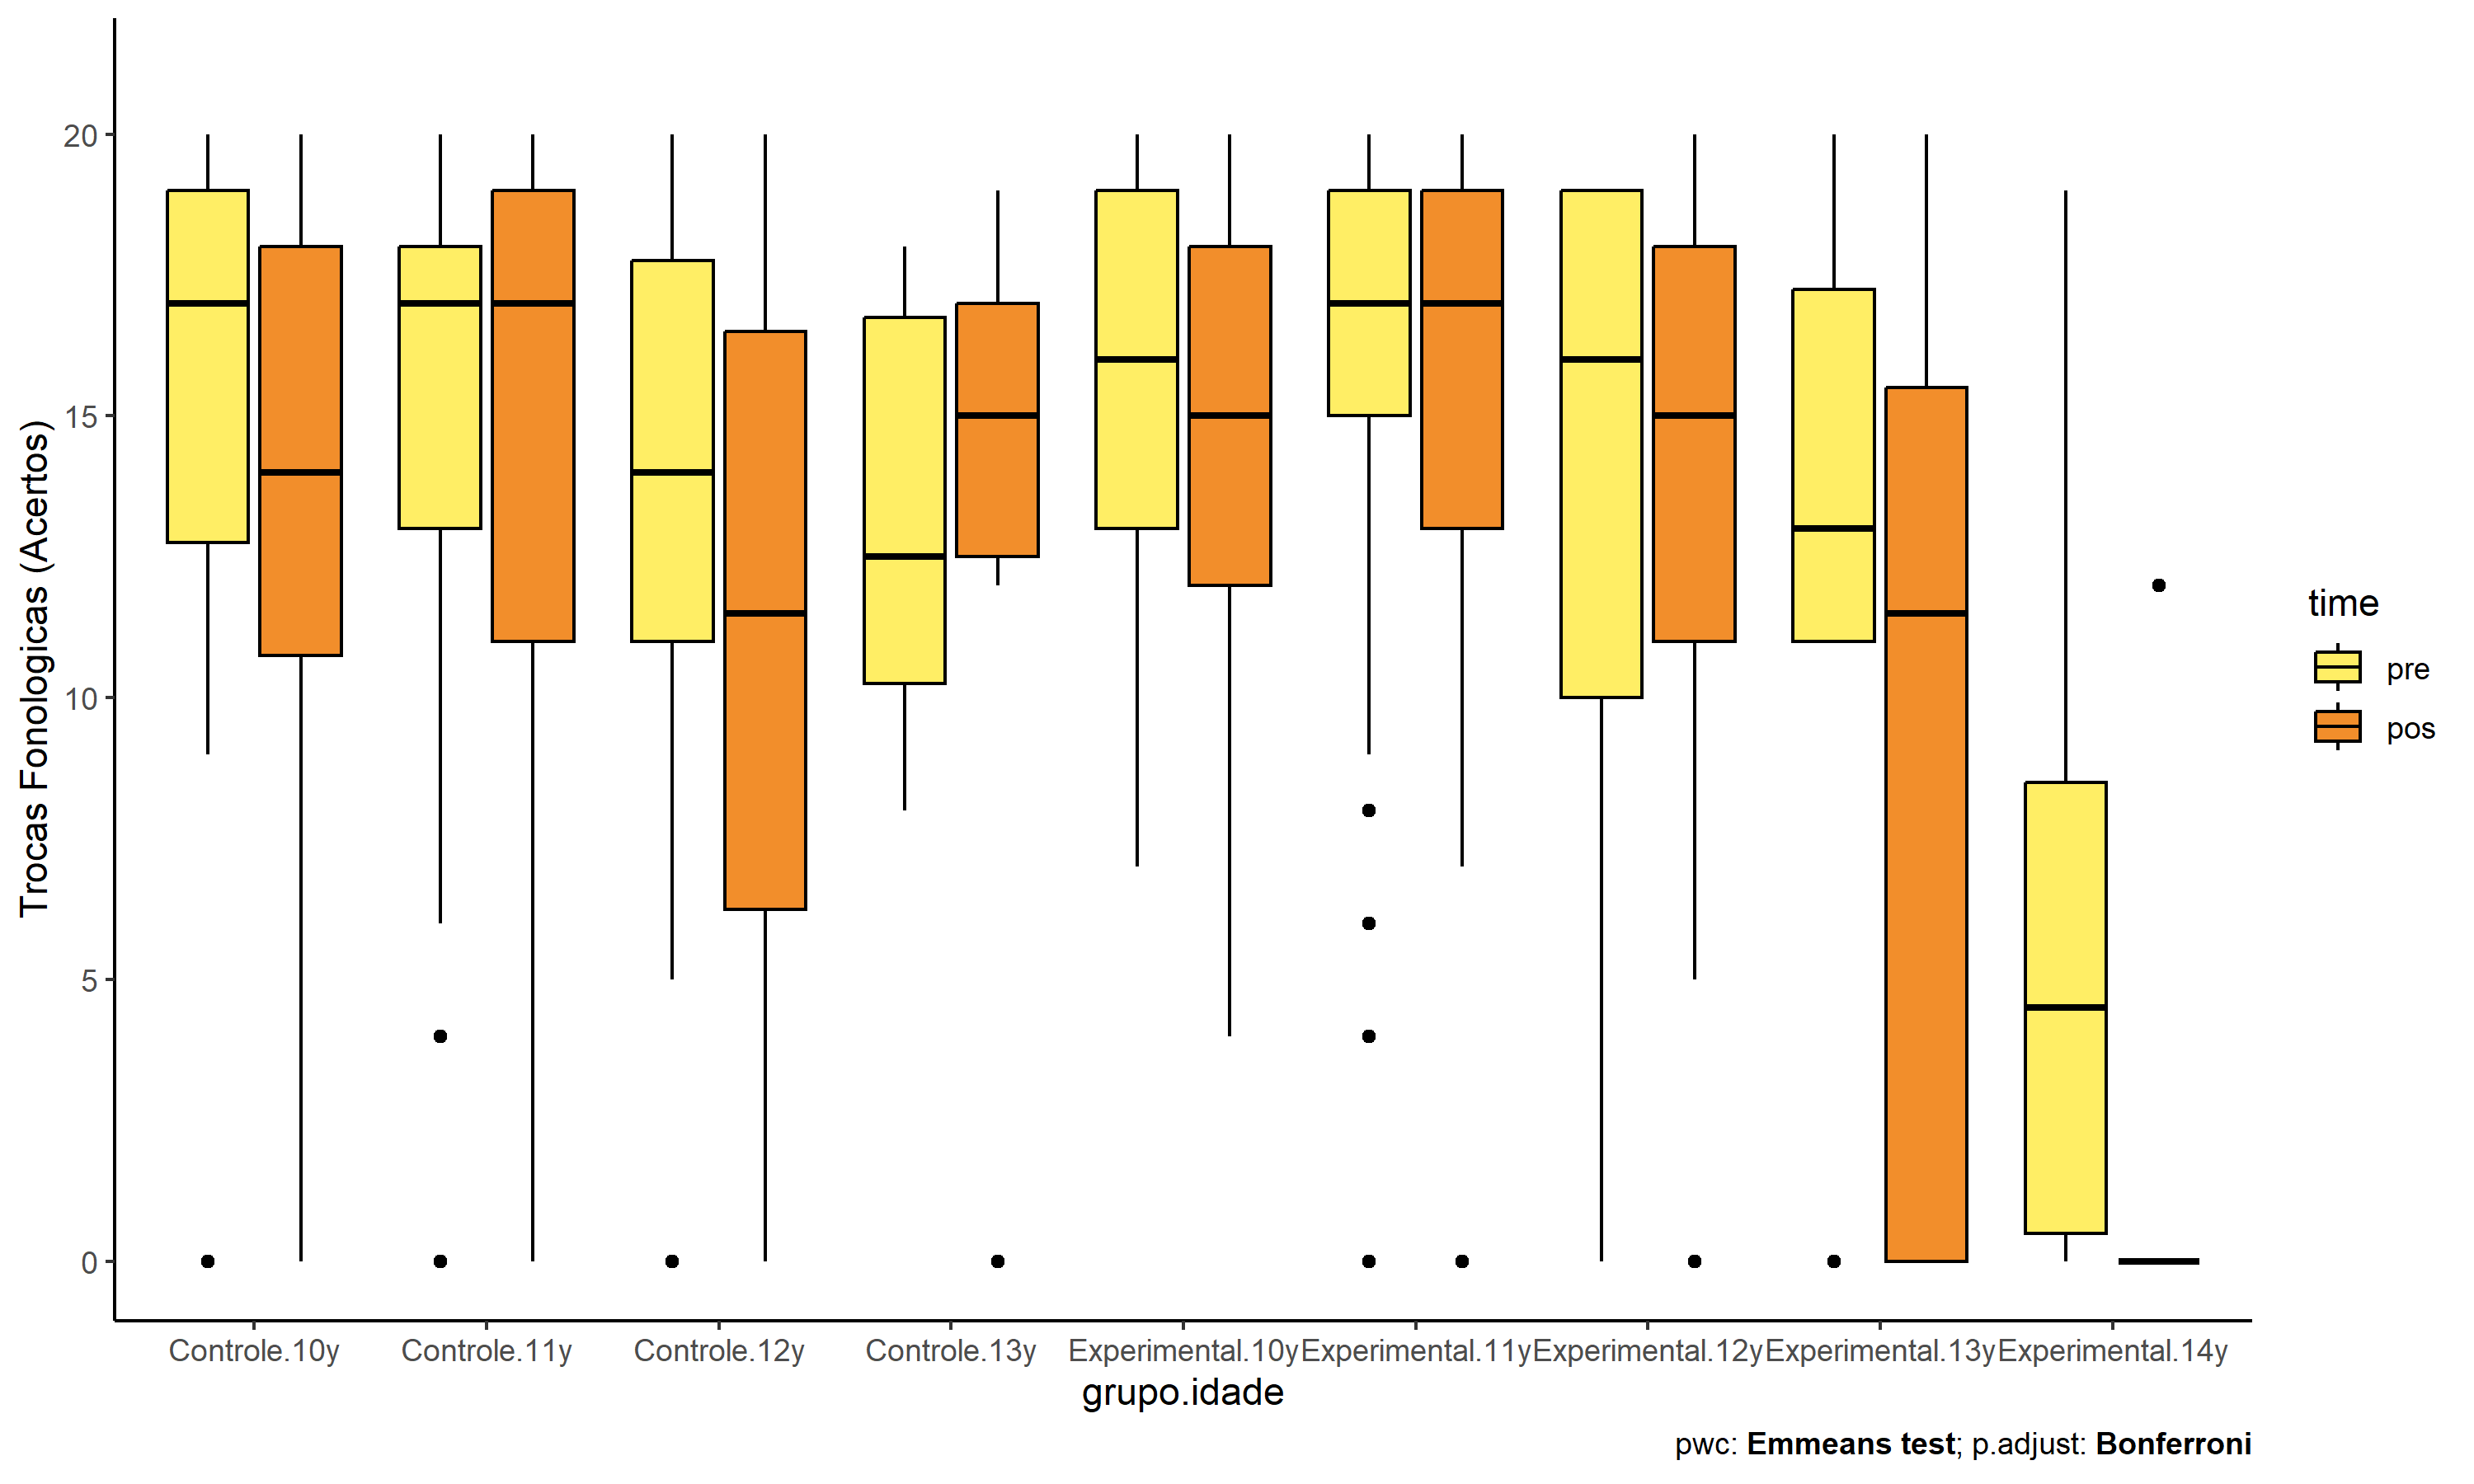 Trocas Fonologicas (Acertos)
20
15
10
5
0
Controle.10y
Controle.11y
Controle.12y
Controle.13y
Experimental.10y
Experimental.11y
Experimental.12y
Experimental.13y
Experimental.14y
grupo.idade
time
pre
pos
pwc: Emmeans test; p.adjust: Bonferroni